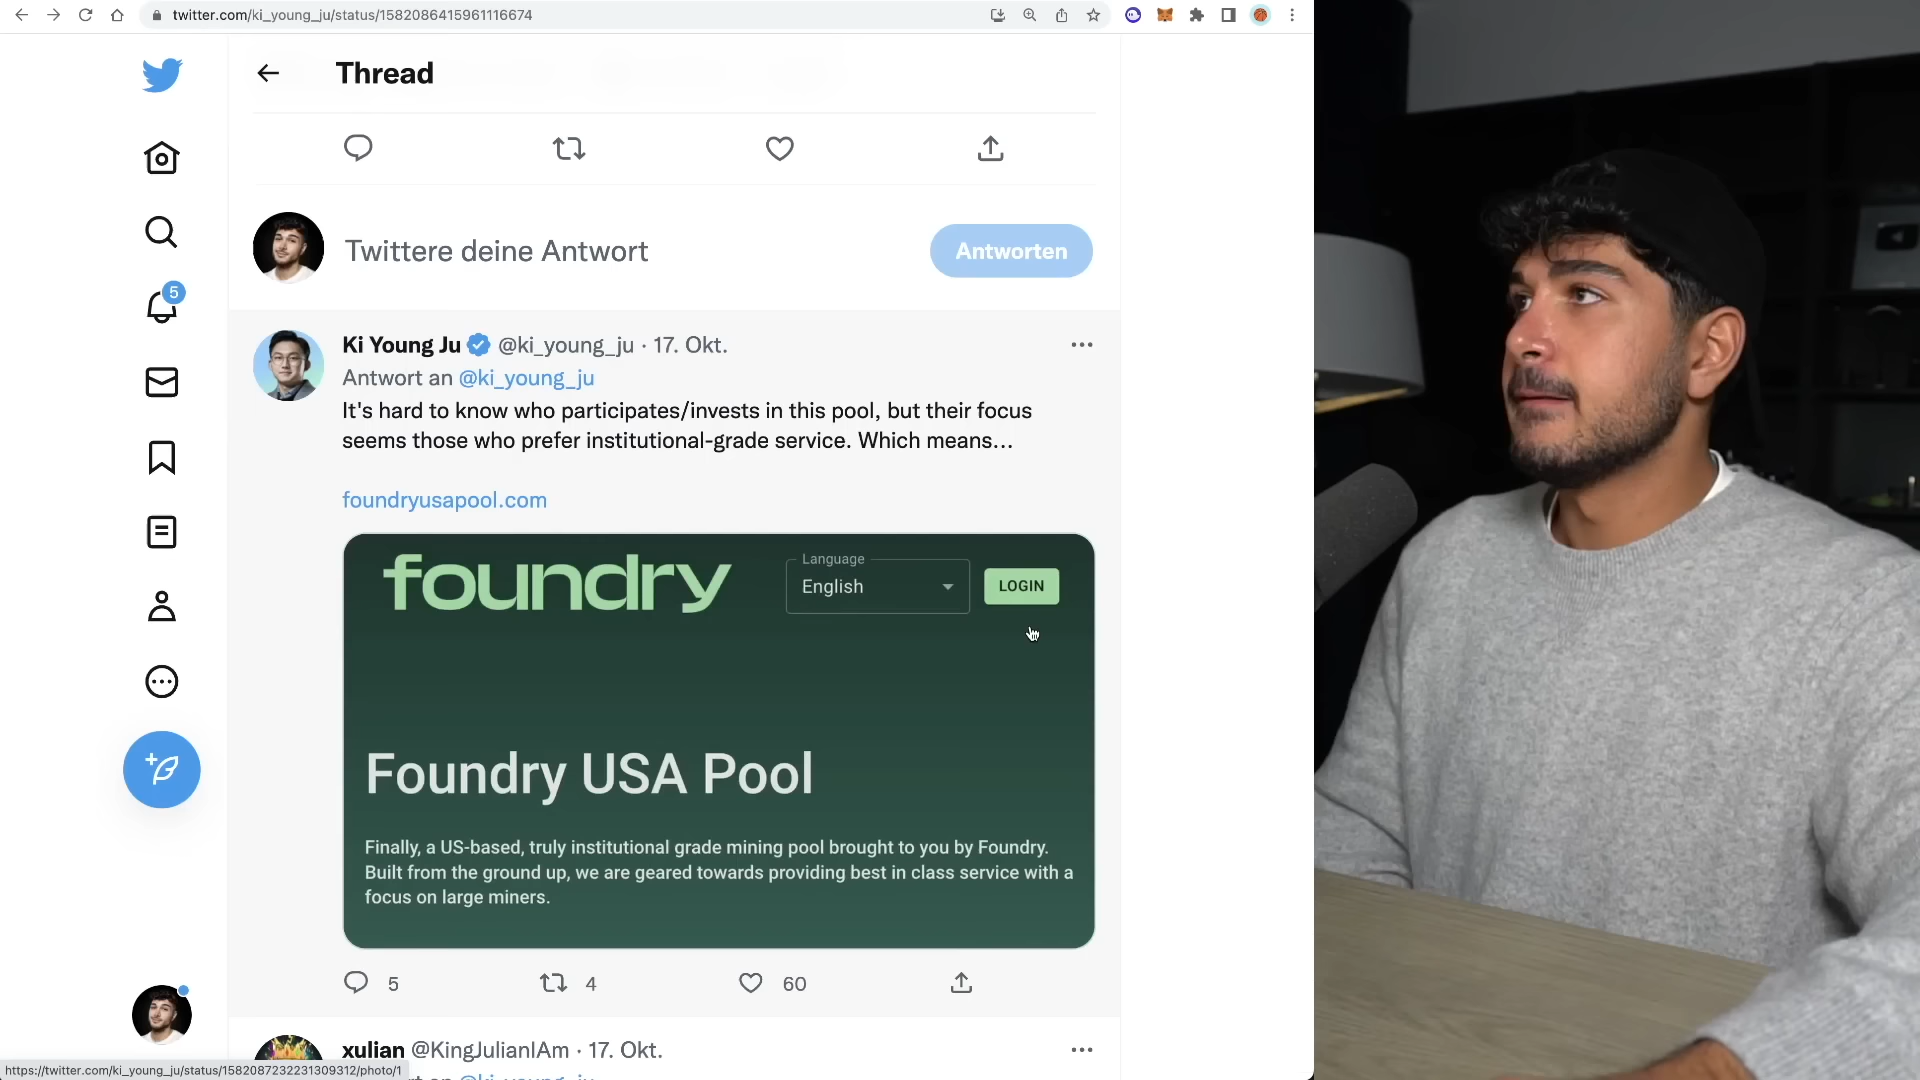 twitter.com/ki_young_ju/status/1582086415961116674
Thread
Twittere deine Antwort
Antworten
5
Ki Young Ju @ki_young_ju · 17. Okt.
Antwort an @ki_young_ju
It's hard to know who participates/invests in this pool, but their focus
seems those who prefer institutional-grade service. Which means...
foundryusapool.com
foundry
Language
English
LOGIN
Foundry USA Pool
Finally, a US-based, truly institutional grade mining pool brought to you by Foundry.
Built from the ground up, we are geared towards providing best in class service with a
focus on large miners.
5
4
60
xulian @KingJulianIAm · 17. Okt.
https://twitter.com/ki_young_ju/status/1582087232231309312/photo/1